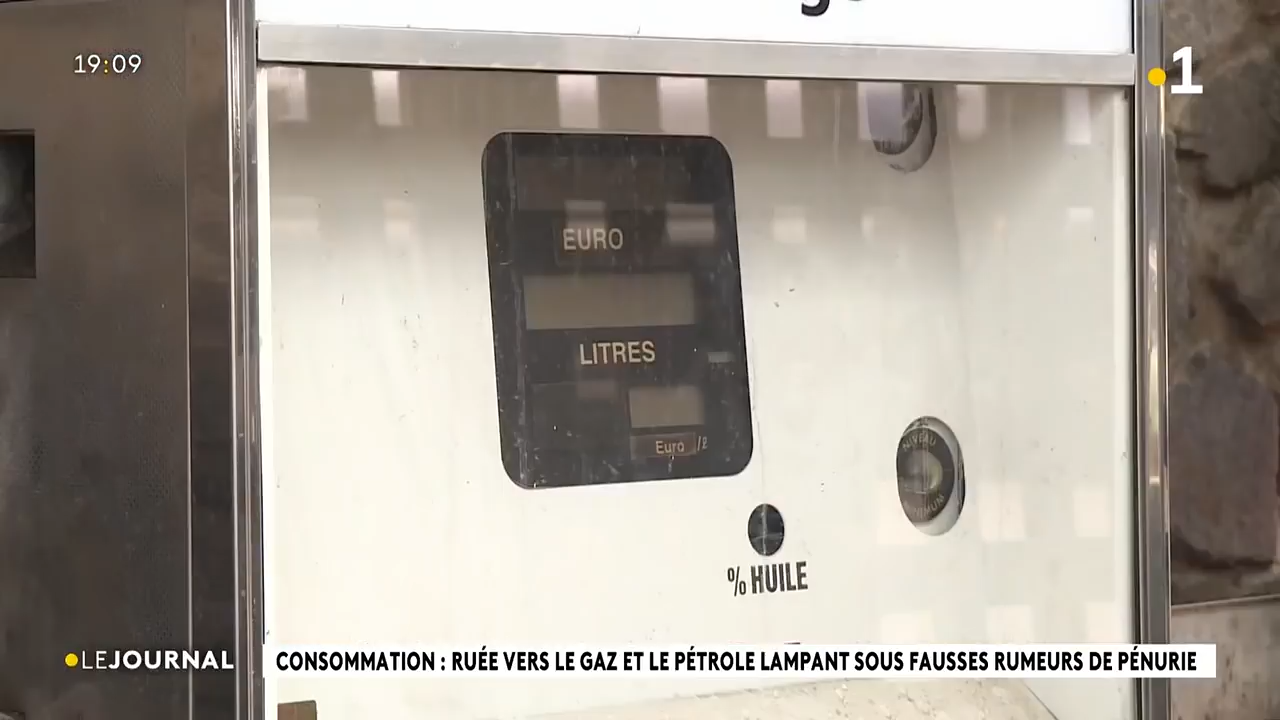 19:09
1
EURO
LITRES
Euro /ℓ
NIVEAU
% HUILE
LEJOURNAL
CONSOMMATION : RUÉE VERS LE GAZ ET LE PÉTROLE LAMPANT SOUS FAUSSES RUMEURS DE PÉNURIE